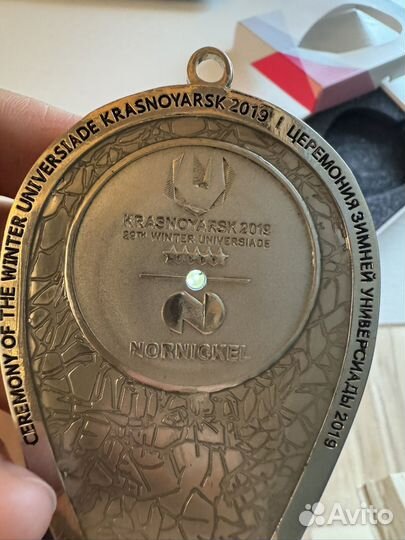 CEREMONY OF THE WINTER UNIVERSIADE KRASNOYARSK 2019 | ЦЕРЕМОНИЯ ЗИМНЕЙ УНИВЕРСИАДЫ 2019
KRASNOYARSK 2019
29TH WINTER UNIVERSIADE
NORNICKEL
Avito